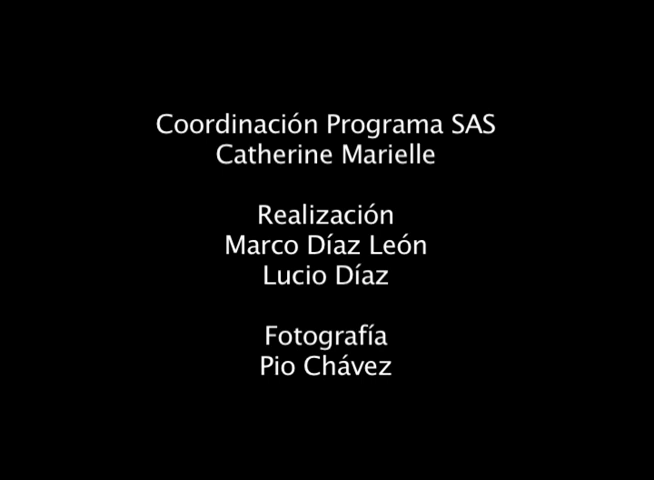 Coordinación Programa SAS
Catherine Marielle
Realización
Marco Díaz León
Lucio Díaz
Fotografía
Pio Chávez